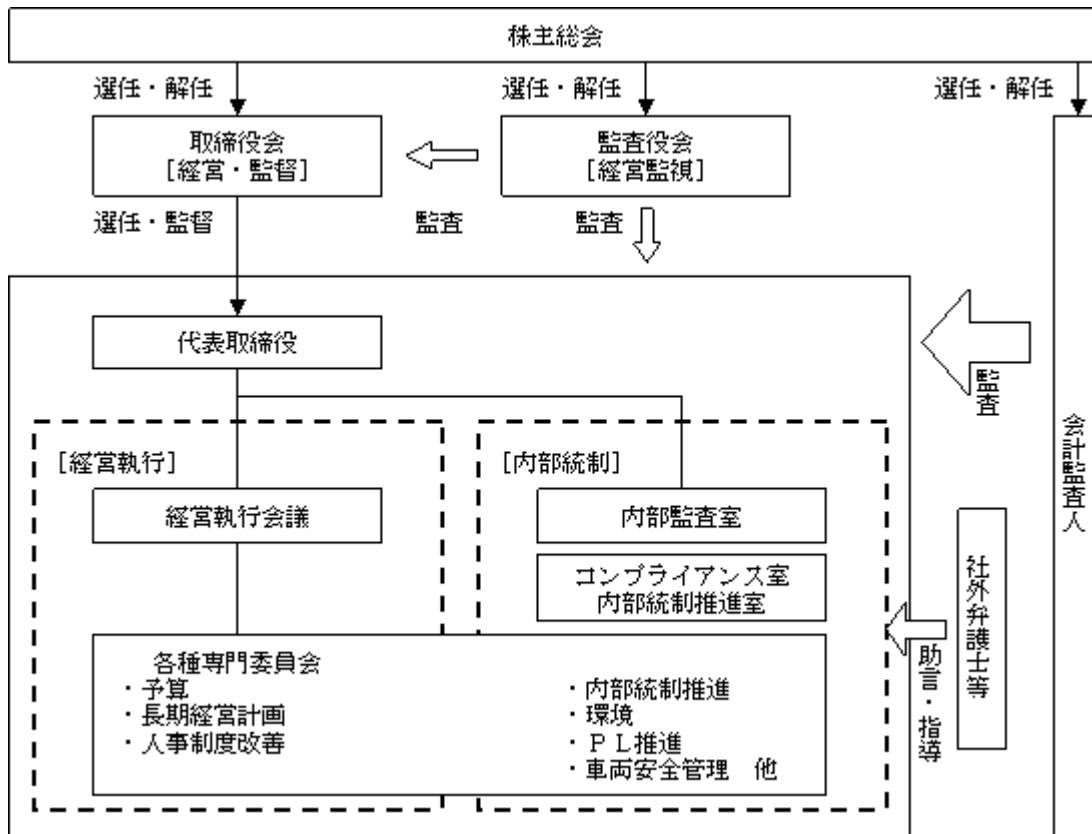 株主総会
選任・解任
選任・解任
選任・解任
取締役会
[経営・監督]
監査役会
[経営監視]
選任・監督
監査
監査
代表取締役
監査
会計監査人
[経営執行]
[内部統制]
経営執行会議
内部監査室
コンプライアンス室
内部統制推進室
社外弁護士等
助言・指導
各種専門委員会
・予算
・長期経営計画
・人事制度改善
・内部統制推進
・環境
・ＰＬ推進
・車両安全管理　他